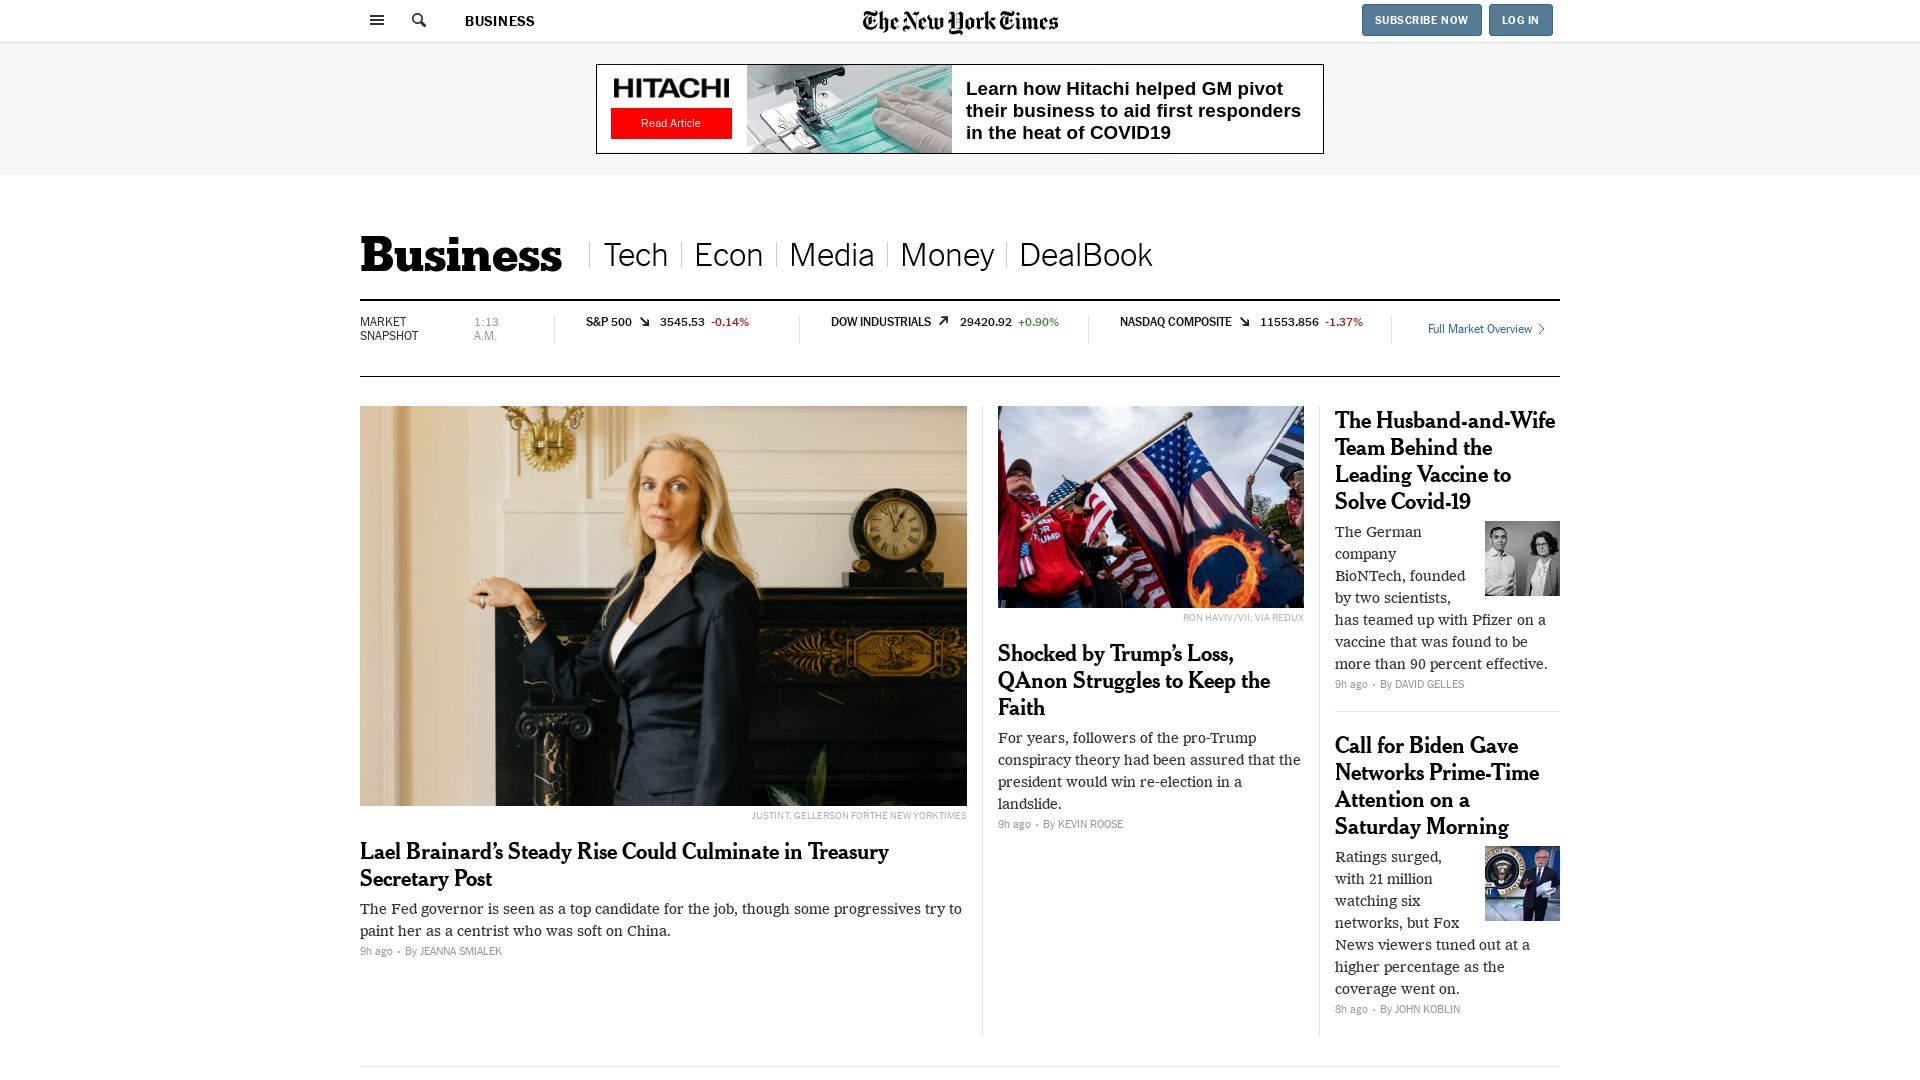 BUSINESS
The New York Times
SUBSCRIBE NOW
LOG IN
HITACHI
Read Article
Learn how Hitachi helped GM pivot
their business to aid first responders
in the heat of COVID19
Business
Tech
Econ
Media
Money
DealBook
MARKET
SNAPSHOT
1:13
A.M.
S&P 500 3545.53 -0.14%
DOW INDUSTRIALS 29420.92 +0.90%
NASDAQ COMPOSITE 11553.856 -1.37%
Full Market Overview
JUSTIN T. GELLERSON FOR THE NEW YORK TIMES
Lael Brainard’s Steady Rise Could Culminate in Treasury
Secretary Post
The Fed governor is seen as a top candidate for the job, though some progressives try to
paint her as a centrist who was soft on China.
9h ago • By JEANNA SMIALEK
RON HAVIV/VII, VIA REDUX
Shocked by Trump’s Loss,
QAnon Struggles to Keep the
Faith
For years, followers of the pro-Trump
conspiracy theory had been assured that the
president would win re-election in a
landslide.
9h ago • By KEVIN ROOSE
The Husband-and-Wife
Team Behind the
Leading Vaccine to
Solve Covid-19
The German
company
BioNTech, founded
by two scientists,
has teamed up with Pfizer on a
vaccine that was found to be
more than 90 percent effective.
9h ago • By DAVID GELLES
Call for Biden Gave
Networks Prime-Time
Attention on a
Saturday Morning
Ratings surged,
with 21 million
watching six
networks, but Fox
News viewers tuned out at a
higher percentage as the
coverage went on.
8h ago • By JOHN KOBLIN